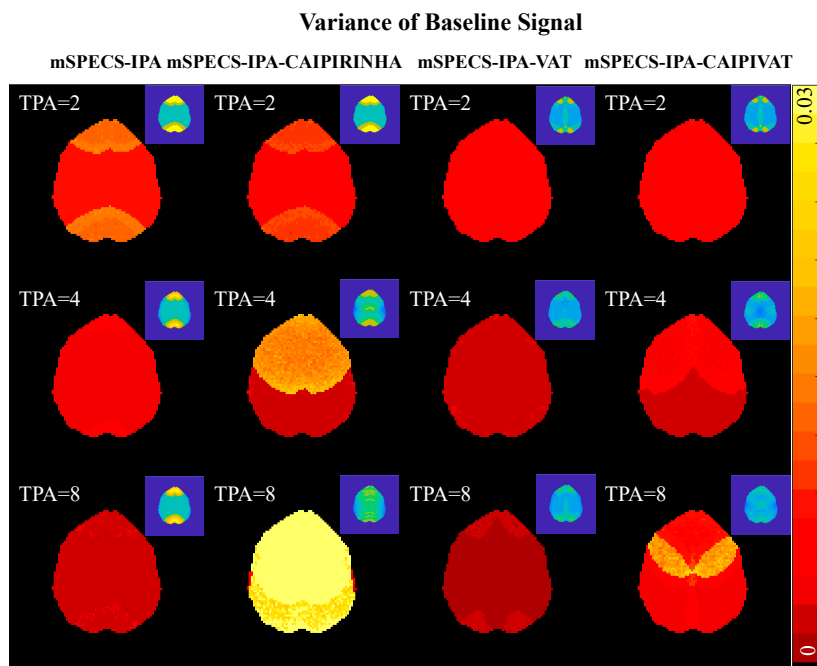 Variance of Baseline Signal
mSPECS-IPA mSPECS-IPA-CAIPIRINHA mSPECS-IPA-VAT mSPECS-IPA-CAIPIVAT
TPA=2 TPA=2 TPA=2 TPA=2
0.03
TPA=4 TPA=4 TPA=4 TPA=4
TPA=8 TPA=8 TPA=8 TPA=8
0